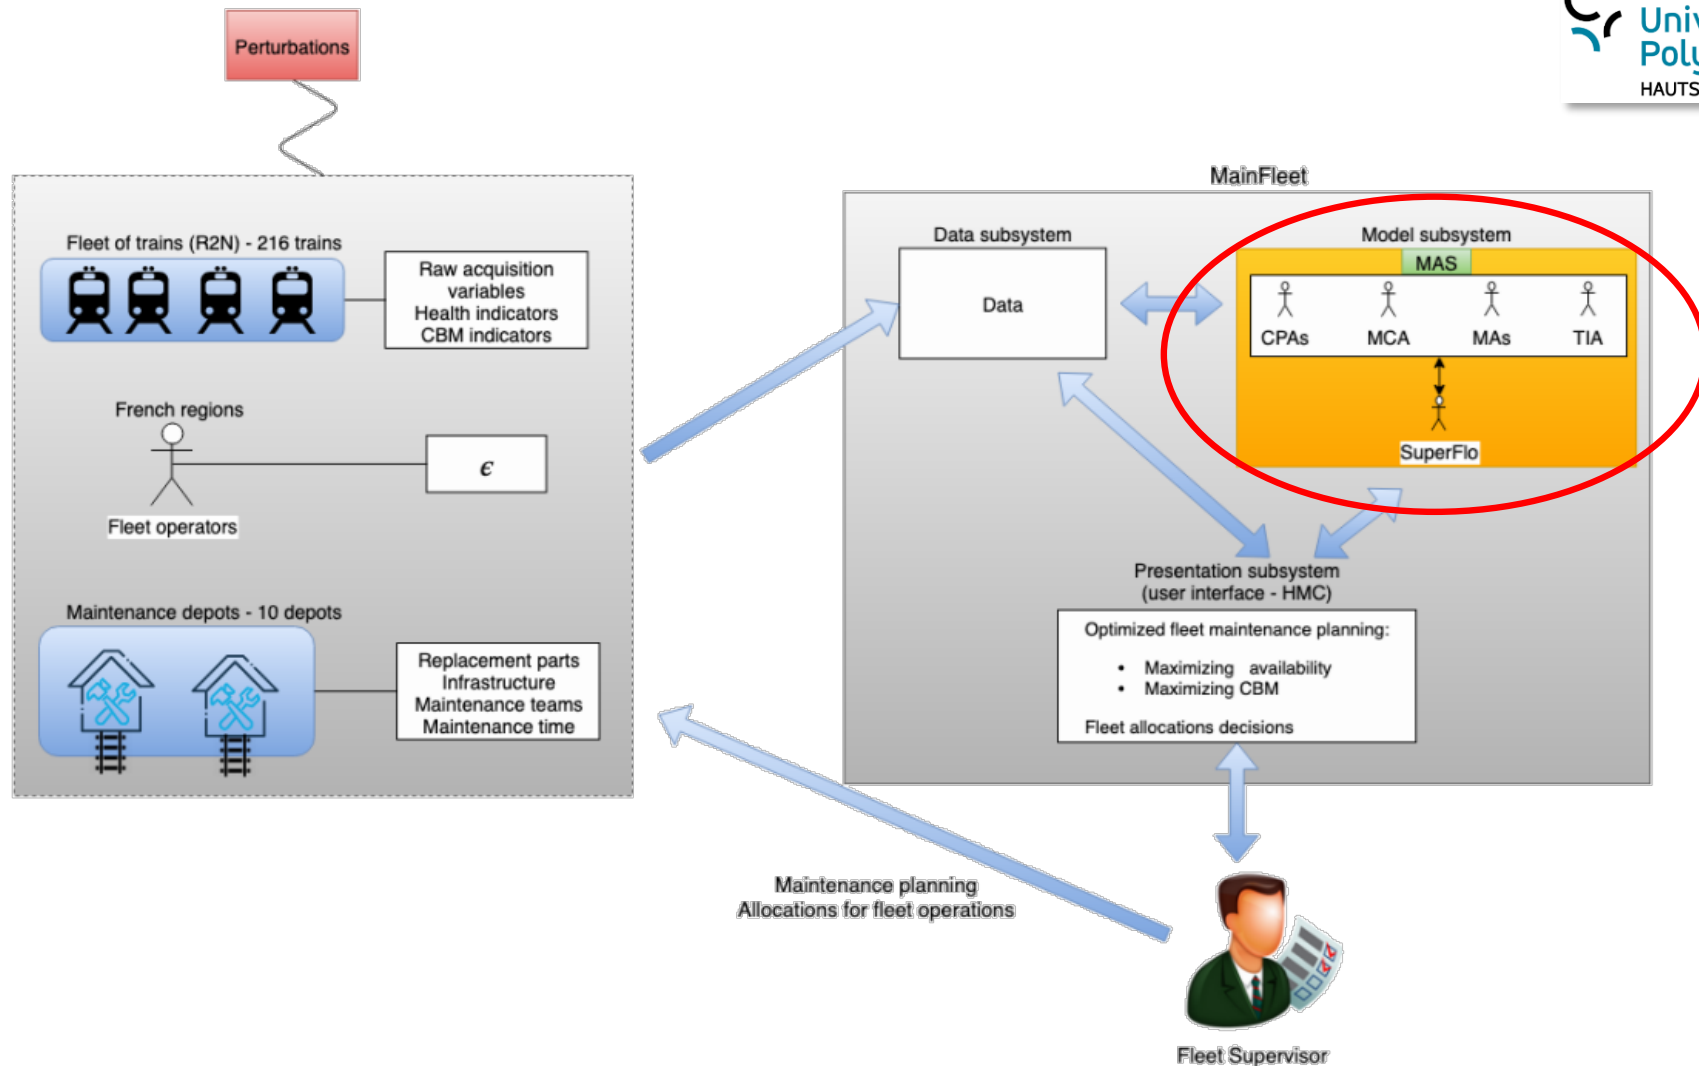 Perturbations
HAUTS
MainFleet
Fleet of trains (R2N) - 216 trains
Raw acquisition
variables
Health indicators
CBM indicators
French regions
ϵ
Fleet operators
Maintenance depots - 10 depots
Replacement parts
Infrastructure
Maintenance teams
Maintenance time
Data subsystem
Data
Model subsystem
MAS
CPAs MCA MAs TIA
SuperFlo
Presentation subsystem
(user interface - HMC)
Optimized fleet maintenance planning:
• Maximizing availability
• Maximizing CBM
Fleet allocations decisions
Maintenance planning
Allocations for fleet operations
Fleet Supervisor